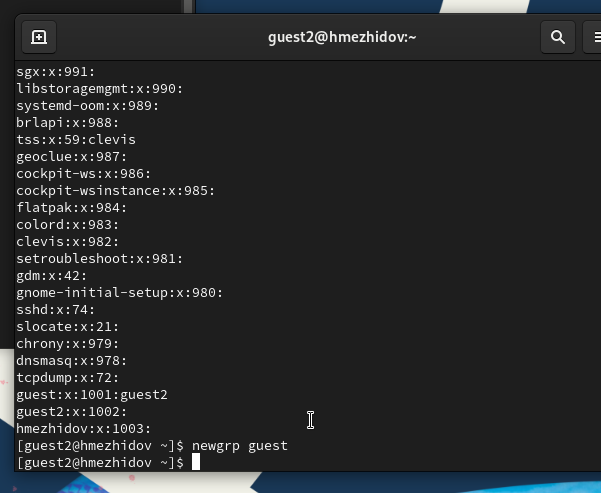 guest2@hmezhidov:~
sgx:x:991:
libstoragemgmt:x:990:
systemd-oom:x:989:
brlapi:x:988:
tss:x:59:clevis
geoclue:x:987:
cockpit-ws:x:986:
cockpit-wsinstance:x:985:
flatpak:x:984:
colord:x:983:
clevis:x:982:
setroubleshoot:x:981:
gdm:x:42:
gnome-initial-setup:x:980:
sshd:x:74:
slocate:x:21:
chrony:x:979:
dnsmasq:x:978:
tcpdump:x:72:
guest:x:1001:guest2
guest2:x:1002:
hmezhidov:x:1003:
[guest2@hmezhidov ~]$ newgrp guest
[guest2@hmezhidov ~]$